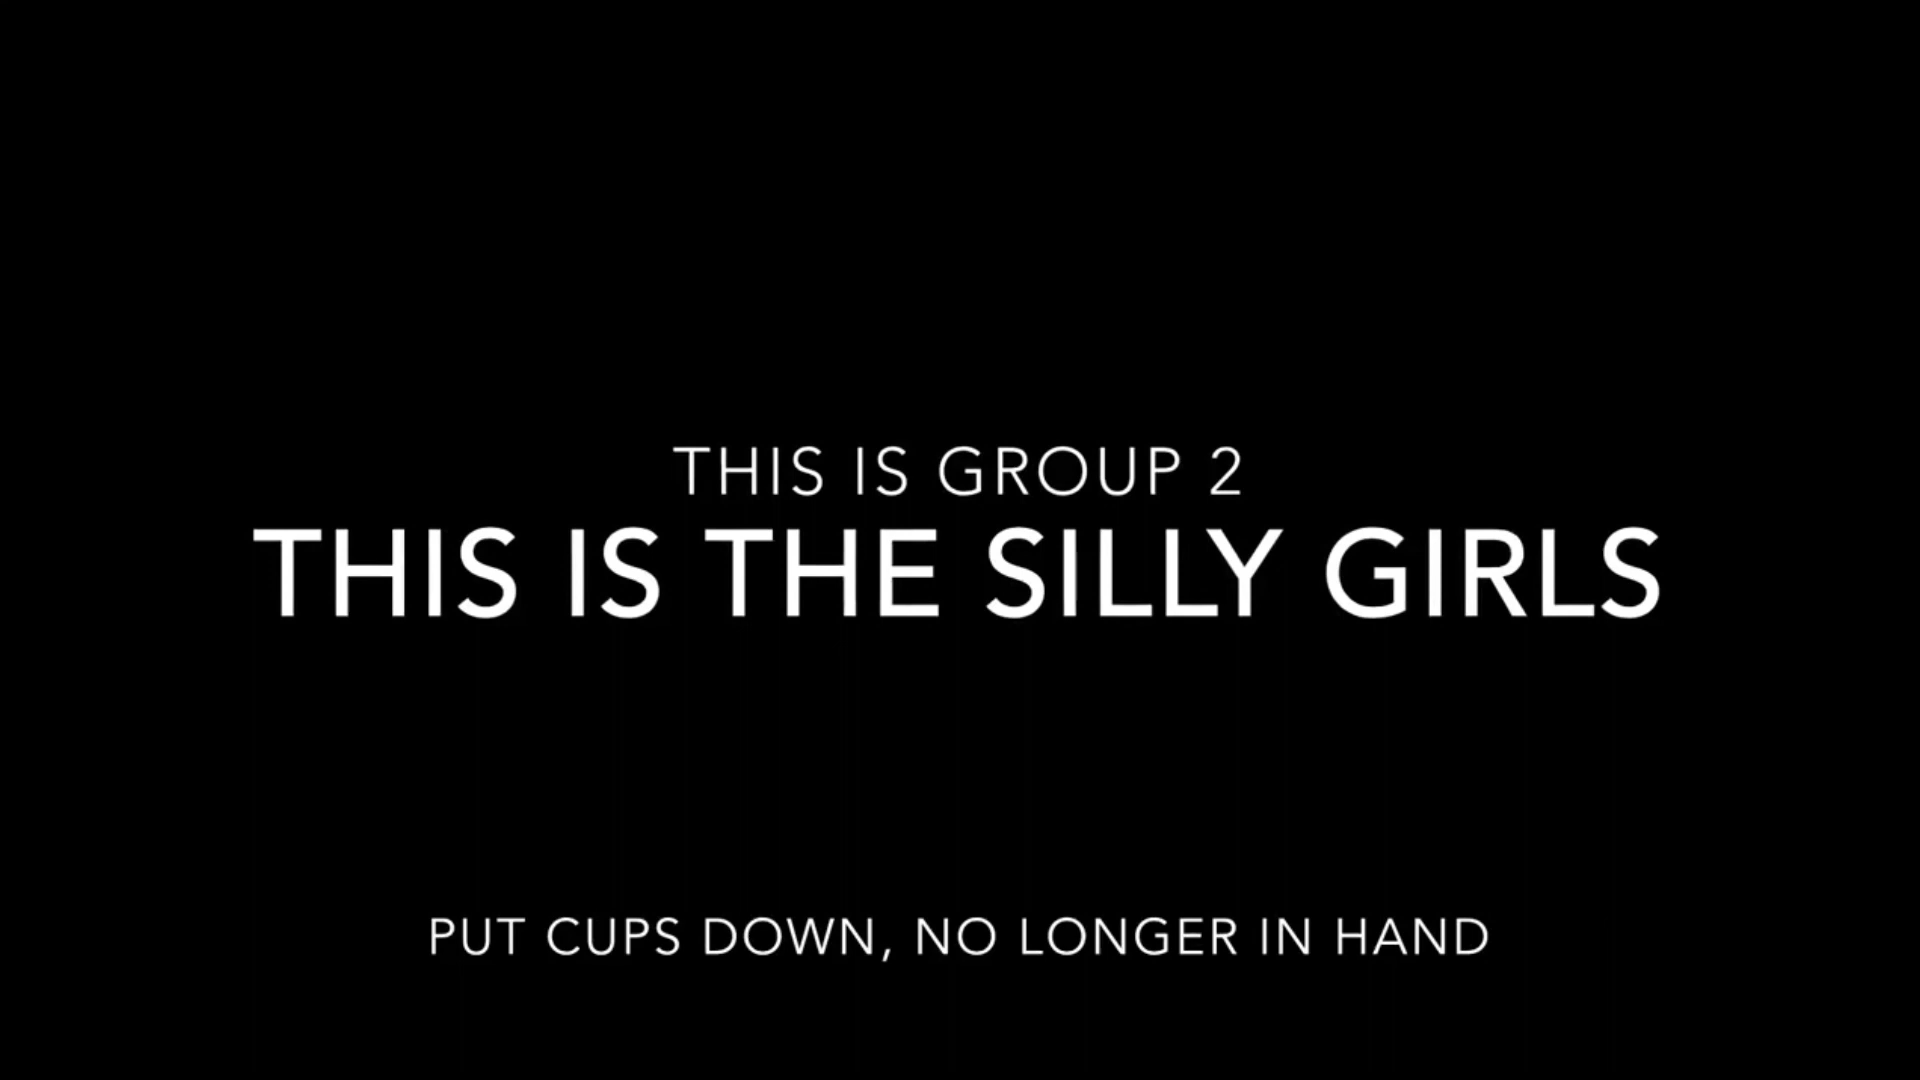 THIS IS GROUP 2
THIS IS THE SILLY GIRLS
PUT CUPS DOWN, NO LONGER IN HAND